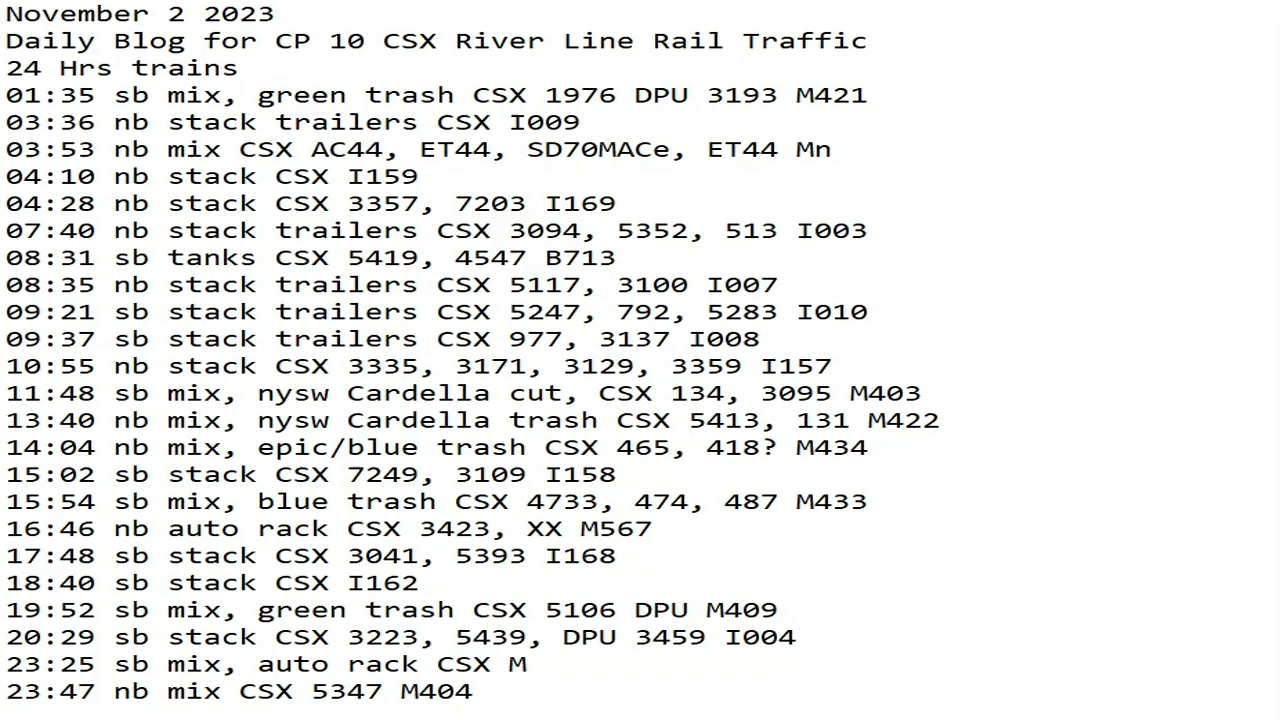 November 2 2023
Daily Blog for CP 10 CSX River Line Rail Traffic
24 Hrs trains
01:35 sb mix, green trash CSX 1976 DPU 3193 M421
03:36 nb stack trailers CSX I009
03:53 nb mix CSX AC44, ET44, SD70MACe, ET44 Mn
04:10 nb stack CSX I159
04:28 nb stack CSX 3357, 7203 I169
07:40 nb stack trailers CSX 3094, 5352, 513 I003
08:31 sb tanks CSX 5419, 4547 B713
08:35 nb stack trailers CSX 5117, 3100 I007
09:21 sb stack trailers CSX 5247, 792, 5283 I010
09:37 sb stack trailers CSX 977, 3137 I008
10:55 nb stack CSX 3335, 3171, 3129, 3359 I157
11:48 sb mix, nysw Cardella cut, CSX 134, 3095 M403
13:40 nb mix, nysw Cardella trash CSX 5413, 131 M422
14:04 nb mix, epic/blue trash CSX 465, 418? M434
15:02 sb stack CSX 7249, 3109 I158
15:54 sb mix, blue trash CSX 4733, 474, 487 M433
16:46 nb auto rack CSX 3423, XX M567
17:48 sb stack CSX 3041, 5393 I168
18:40 sb stack CSX I162
19:52 sb mix, green trash CSX 5106 DPU M409
20:29 sb stack CSX 3223, 5439, DPU 3459 I004
23:25 sb mix, auto rack CSX M
23:47 nb mix CSX 5347 M404